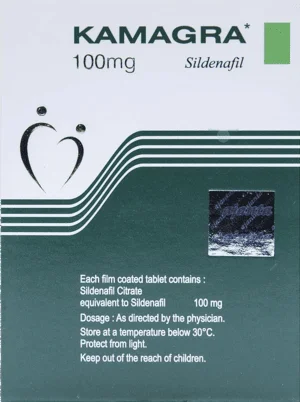 KAMAGRA*
100mg Sildenafil
Each film coated tablet contains :
Sildenafil Citrate
equivalent to Sildenafil 100 mg
Dosage : As directed by the physician.
Store at a temperature below 30°C.
Protect from light.
Keep out of the reach of children.